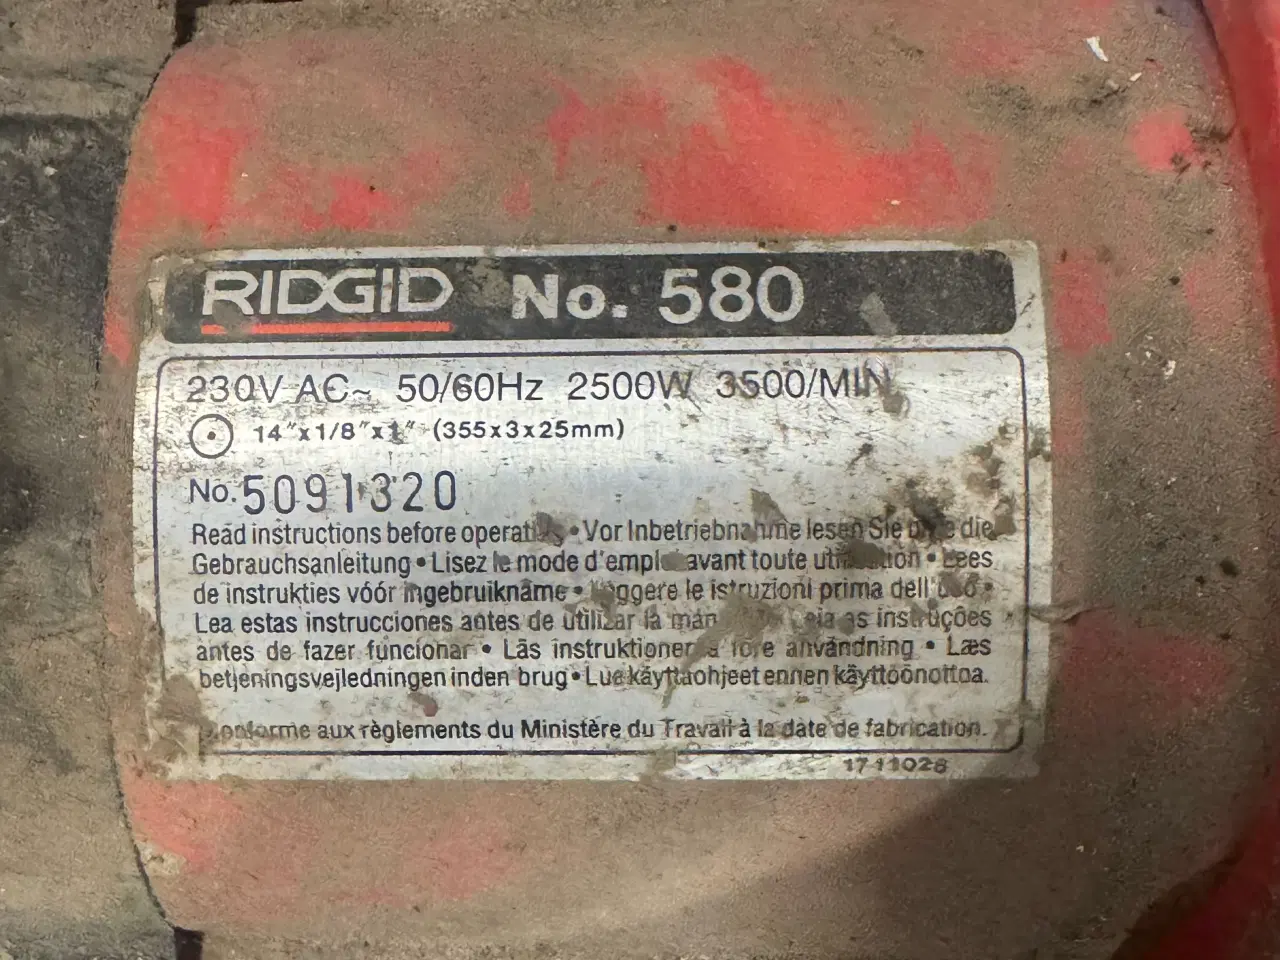 RIDGID No. 580
230V AC~ 50/60Hz 2500W 3500/MIN
14"x1/8"x1" (355x3x25mm)
No. 5091320
Read instructions before • Vor Inbetriebnahme lesen Sie die
Gebrauchsanleitung • Lisez le mode d'emploi avant toute utilisation • Lees
de instrukties vóór ingebruikname • Leggere le istruzioni prima dell'uso •
Lea estas instrucciones antes de utilizar la Leia as instruções
antes de fazer funcionar • Läs instruktionerna före användning • Læs
betjeningsvejledningen inden brug • Lue käyttöohjeet ennen käyttöönottoa.
Conforme aux règlements du Ministère du Travail à la date de fabrication.
1711026